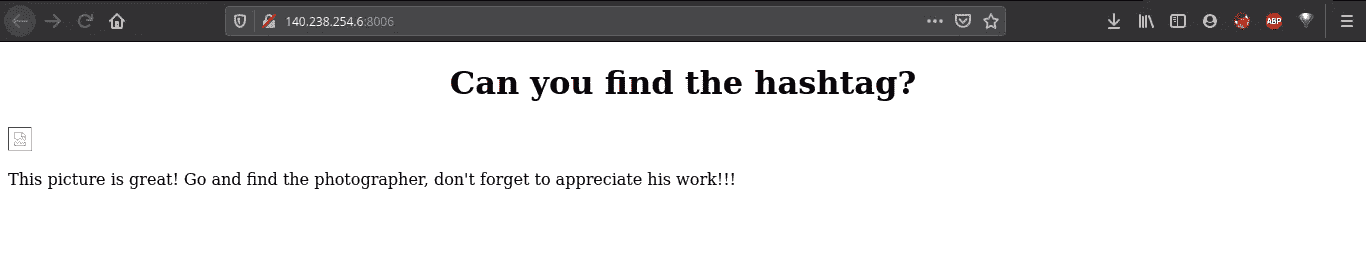 140.238.254.6:8006
ABP
Can you find the hashtag?
This picture is great! Go and find the photographer, don't forget to appreciate his work!!!